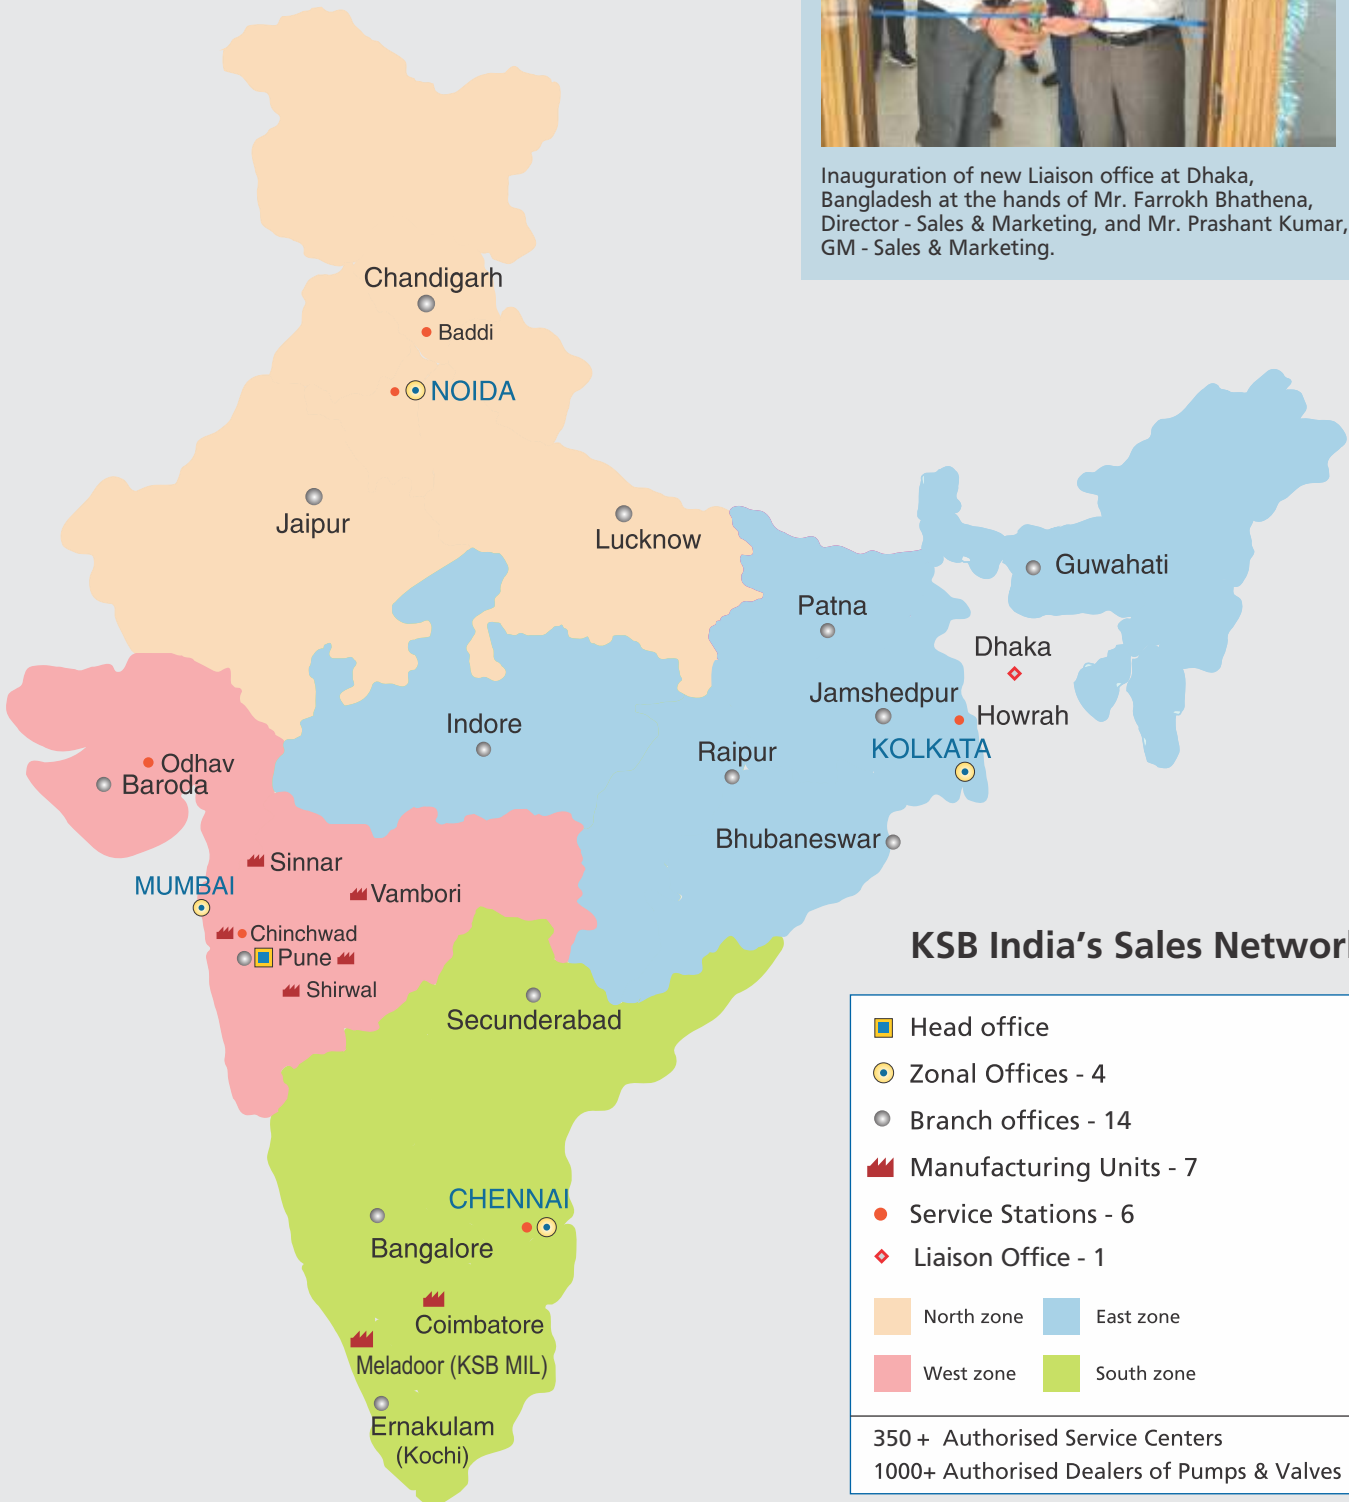 Inauguration of new Liaison office at Dhaka,
Bangladesh at the hands of Mr. Farrokh Bhathena,
Director - Sales & Marketing, and Mr. Prashant Kumar,
GM - Sales & Marketing.
Chandigarh
Baddi
NOIDA
Jaipur
Lucknow
Guwahati
Patna
Dhaka
Jamshedpur
Howrah
Indore
Raipur
KOLKATA
Odhav
Baroda
Bhubaneswar
Sinnar
MUMBAI
Vambori
Chinchwad
Pune
Shirwal
Secunderabad
CHENNAI
Bangalore
Coimbatore
Meladoor (KSB MIL)
Ernakulam
(Kochi)
KSB India’s Sales Network
Head office
Zonal Offices - 4
Branch offices - 14
Manufacturing Units - 7
Service Stations - 6
Liaison Office - 1
North zone
East zone
West zone
South zone
350 + Authorised Service Centers
1000+ Authorised Dealers of Pumps & Valves